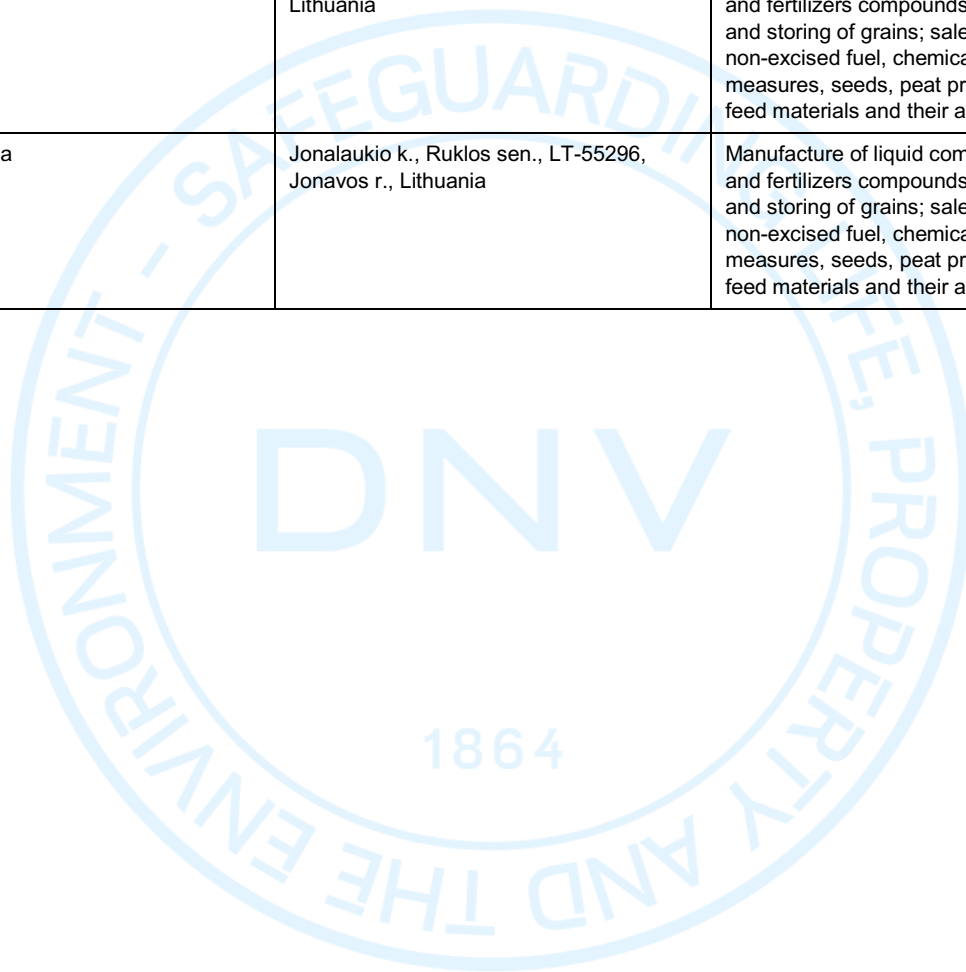 Lithuania
and fertilizers compounds
and storing of grains; sale
non-excised fuel, chemica
measures, seeds, peat pr
feed materials and their a
a
Jonalaukio k., Ruklos sen., LT-55296,
Jonavos r., Lithuania
Manufacture of liquid com
and fertilizers compounds
and storing of grains; sale
non-excised fuel, chemica
measures, seeds, peat pr
feed materials and their a
SAFEGUARDING LIFE, PROPERTY AND THE ENVIRONMENT –
DNV
1864